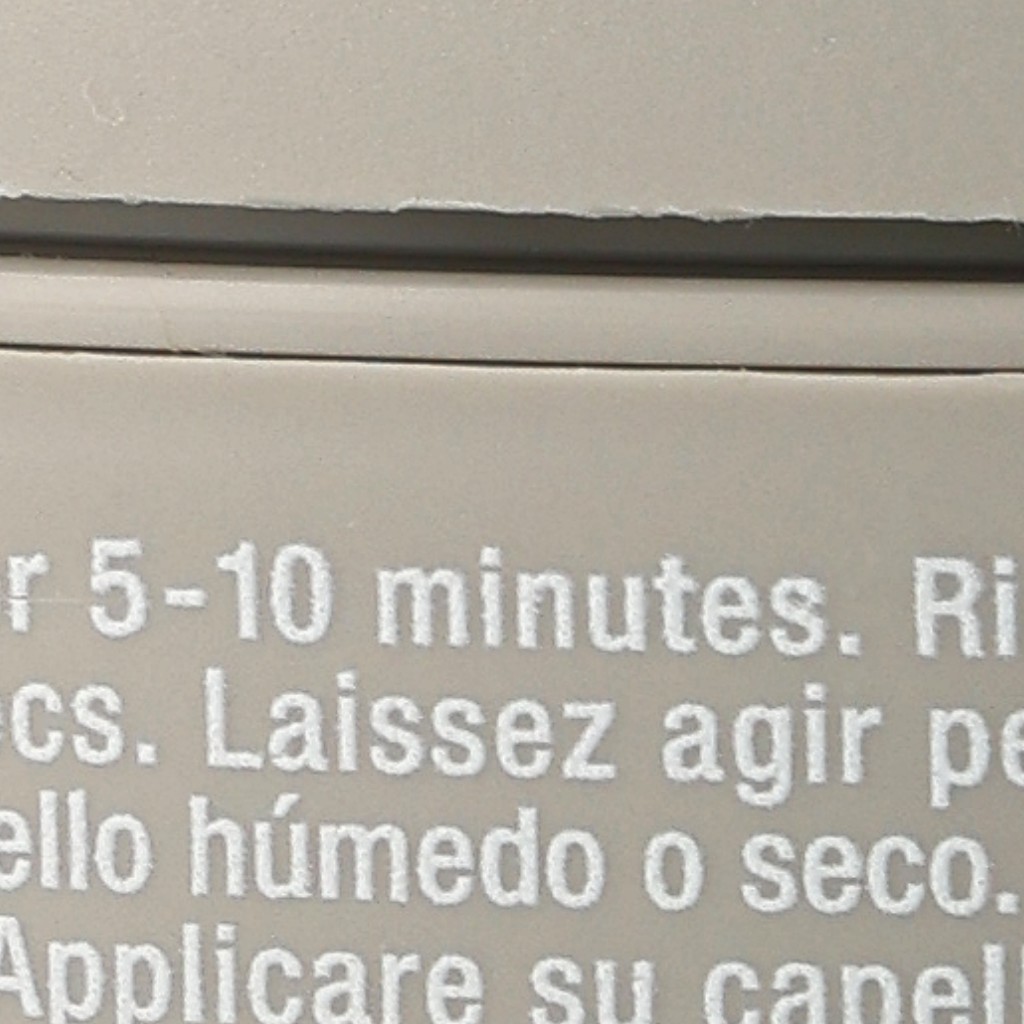 r 5-10 minutes. Ri
ecs. Laissez agir pe
ello húmedo o seco.
Applicare su capell